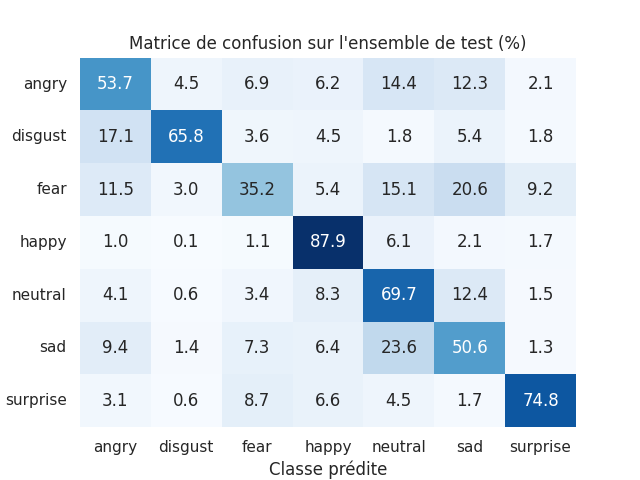 Matrice de confusion sur l'ensemble de test (%)
angry 53.7 4.5 6.9 6.2 14.4 12.3 2.1
disgust 17.1 65.8 3.6 4.5 1.8 5.4 1.8
fear 11.5 3.0 35.2 5.4 15.1 20.6 9.2
happy 1.0 0.1 1.1 87.9 6.1 2.1 1.7
neutral 4.1 0.6 3.4 8.3 69.7 12.4 1.5
sad 9.4 1.4 7.3 6.4 23.6 50.6 1.3
surprise 3.1 0.6 8.7 6.6 4.5 1.7 74.8
angry disgust fear happy neutral sad surprise
Classe prédite